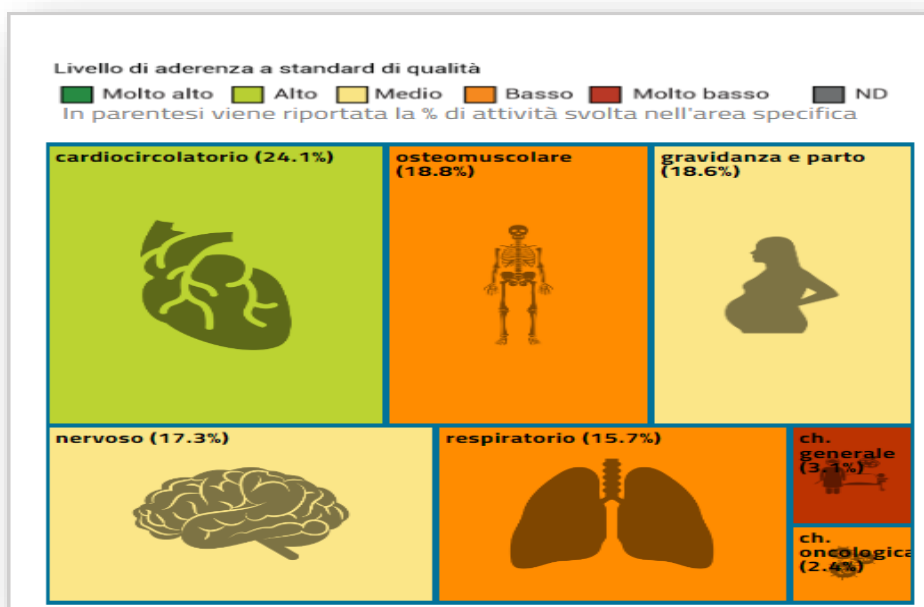 Livello di aderenza a standard di qualità
Molto alto Alto Medio Basso Molto basso ND
In parentesi viene riportata la % di attività svolta nell'area specifica
cardiocircolatorio (24.1%)
osteomuscolare
(18.8%)
gravidanza e parto
(18.6%)
nervoso (17.3%)
respiratorio (15.7%)
ch.
generale
(3.1%)
ch.
oncologica
(2.4%)